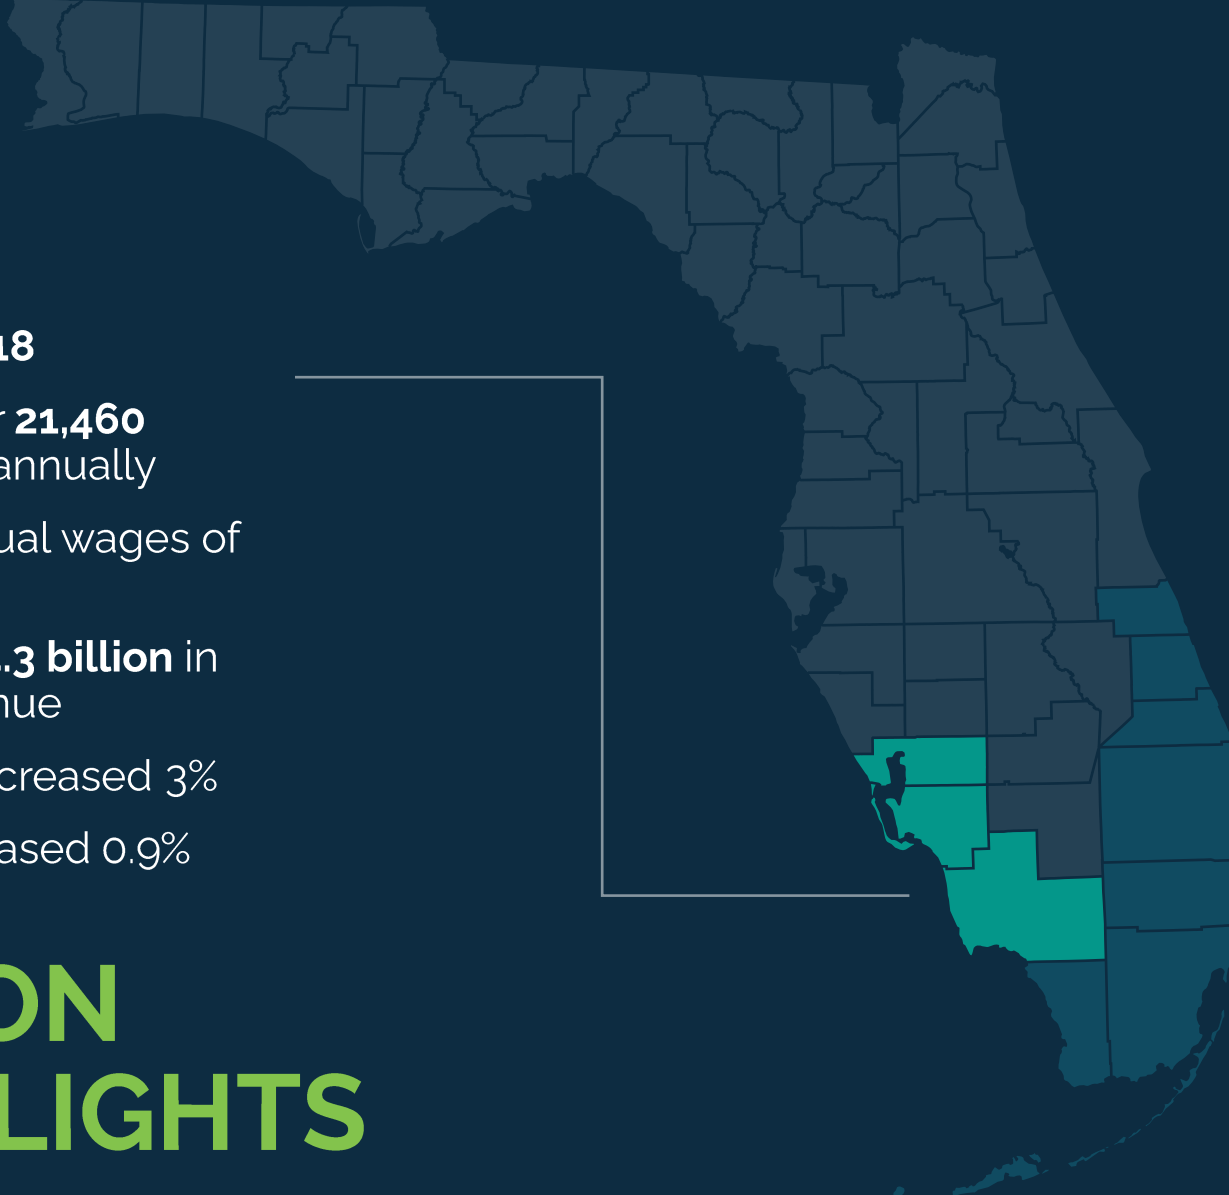 18
21,460
annually
ual wages of
.3 billion in
nue
creased 3%
ased 0.9%
ON
LIGHTS